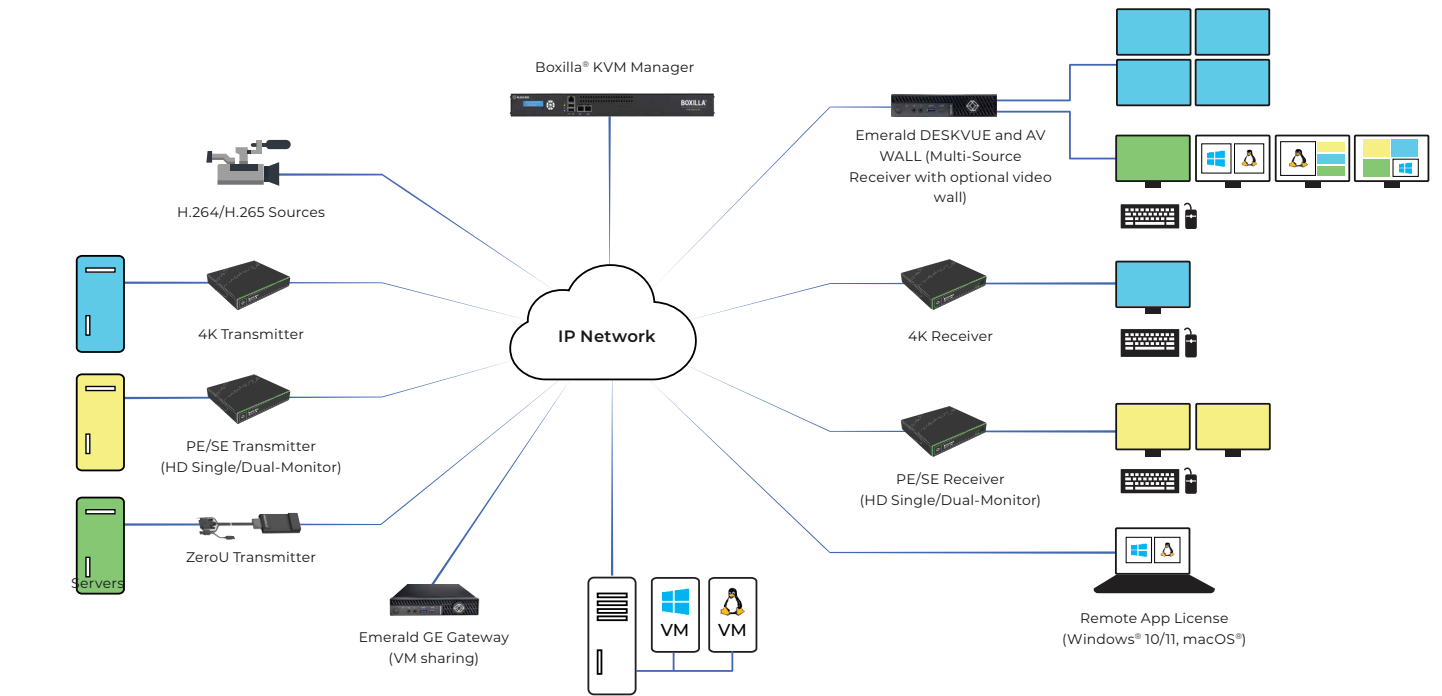 Boxilla® KVM Manager
BOXILLA
Emerald DESKVUE and AV
WALL (Multi-Source
Receiver with optional video
wall)
H.264/H.265 Sources
4K Transmitter
IP Network
4K Receiver
PE/SE Transmitter
(HD Single/Dual-Monitor)
PE/SE Receiver
(HD Single/Dual-Monitor)
ZeroU Transmitter
Servers
Emerald GE Gateway
(VM sharing)
VM
VM
Remote App License
(Windows® 10/11, macOS®)